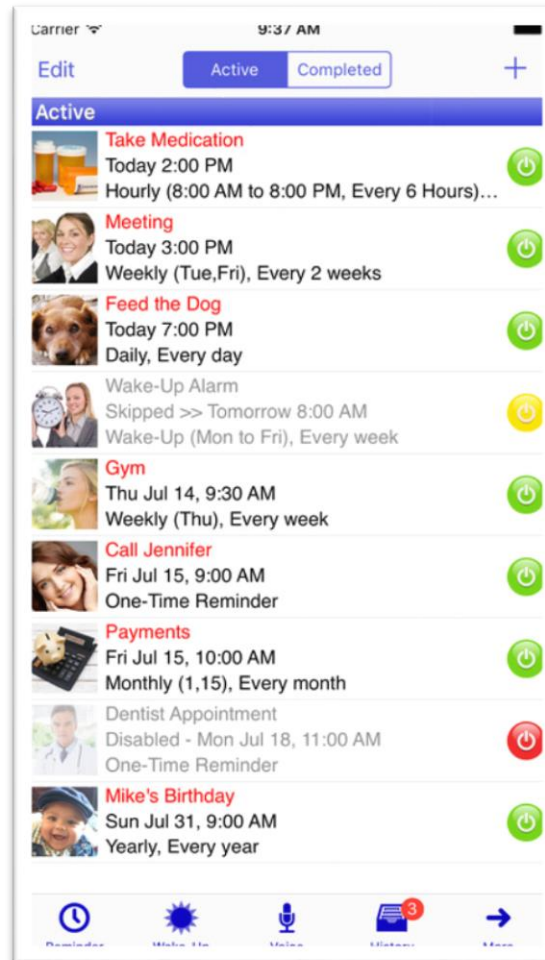 Carrier 9:37 AM
Edit Active Completed +
Active
Take Medication
Today 2:00 PM
Hourly (8:00 AM to 8:00 PM, Every 6 Hours)...
Meeting
Today 3:00 PM
Weekly (Tue,Fri), Every 2 weeks
Feed the Dog
Today 7:00 PM
Daily, Every day
Wake-Up Alarm
Skipped >> Tomorrow 8:00 AM
Wake-Up (Mon to Fri), Every week
Gym
Thu Jul 14, 9:30 AM
Weekly (Thu), Every week
Call Jennifer
Fri Jul 15, 9:00 AM
One-Time Reminder
Payments
Fri Jul 15, 10:00 AM
Monthly (1,15), Every month
Dentist Appointment
Disabled - Mon Jul 18, 11:00 AM
One-Time Reminder
Mike's Birthday
Sun Jul 31, 9:00 AM
Yearly, Every year
3
Reminder Wake-Up Voice History More